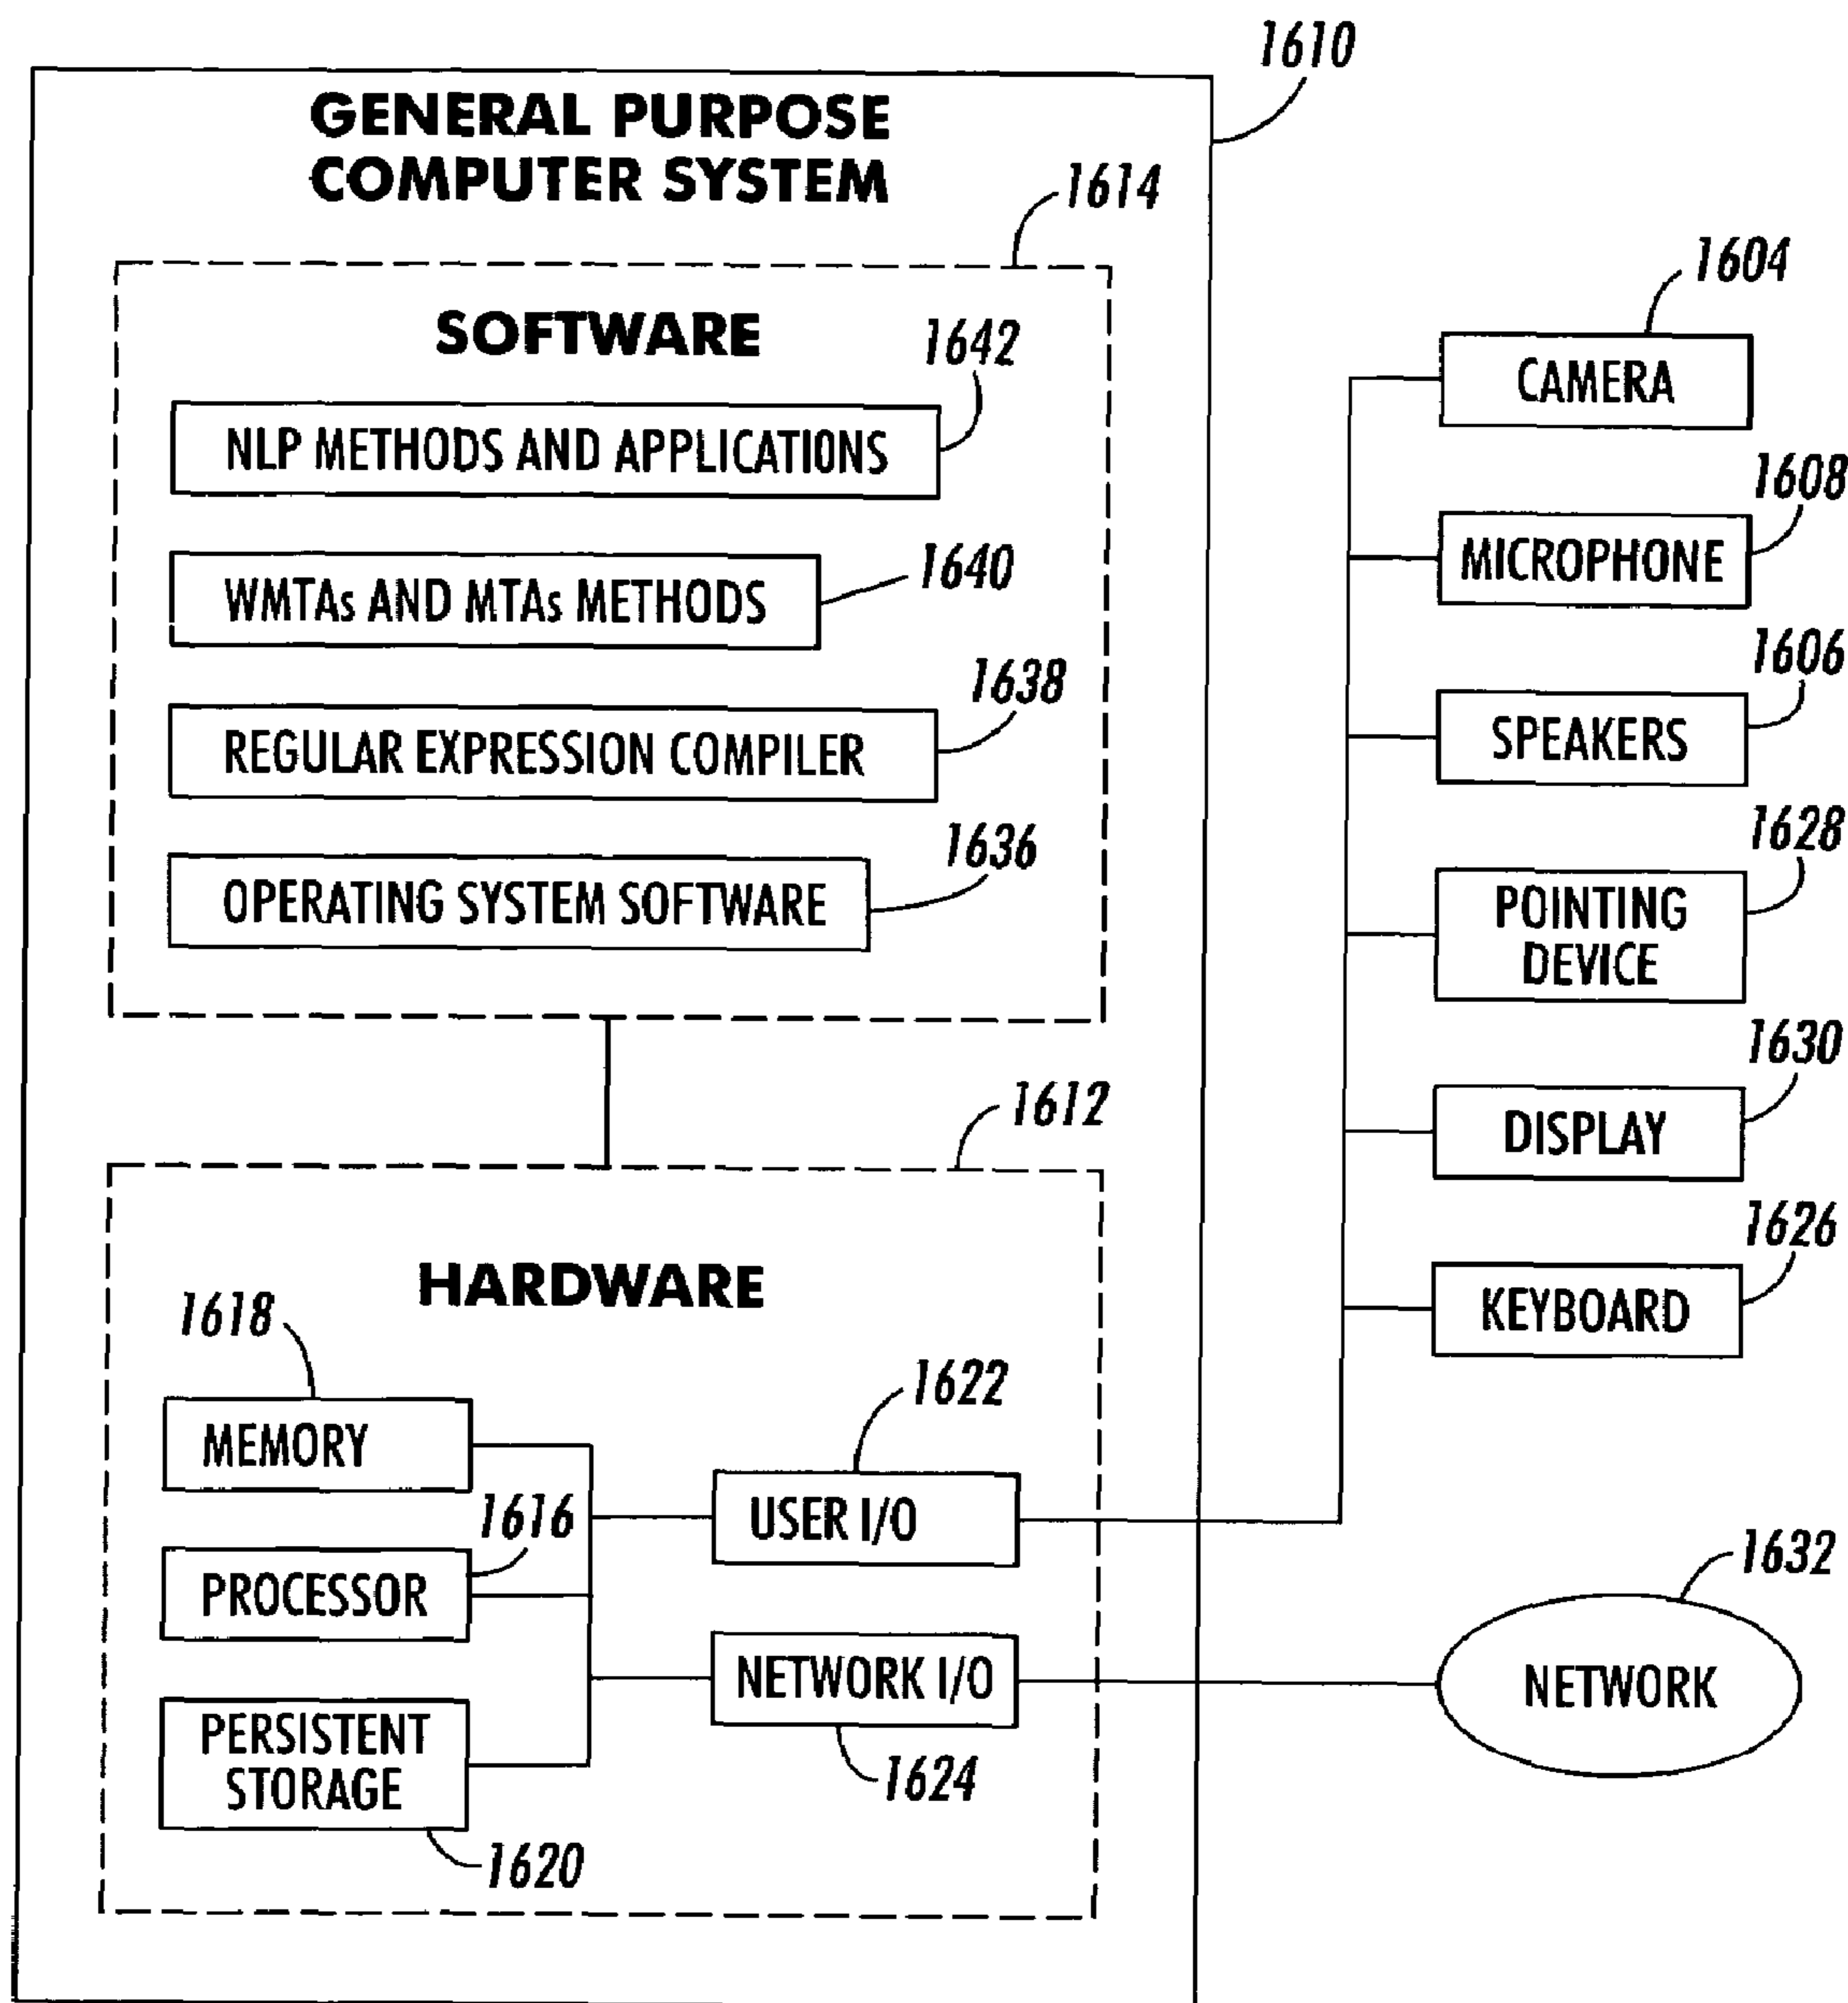 1610
GENERAL PURPOSE
COMPUTER SYSTEM
1614
SOFTWARE
1642
NLP METHODS AND APPLICATIONS
1640
WMTAs AND MTAs METHODS
1638
REGULAR EXPRESSION COMPILER
1636
OPERATING SYSTEM SOFTWARE
1612
HARDWARE
1618
MEMORY
1616
PROCESSOR
PERSISTENT
STORAGE
1620
1622
USER I/O
NETWORK I/O
1624
1604
CAMERA
1608
MICROPHONE
1606
SPEAKERS
1628
POINTING
DEVICE
1630
DISPLAY
1626
KEYBOARD
1632
NETWORK